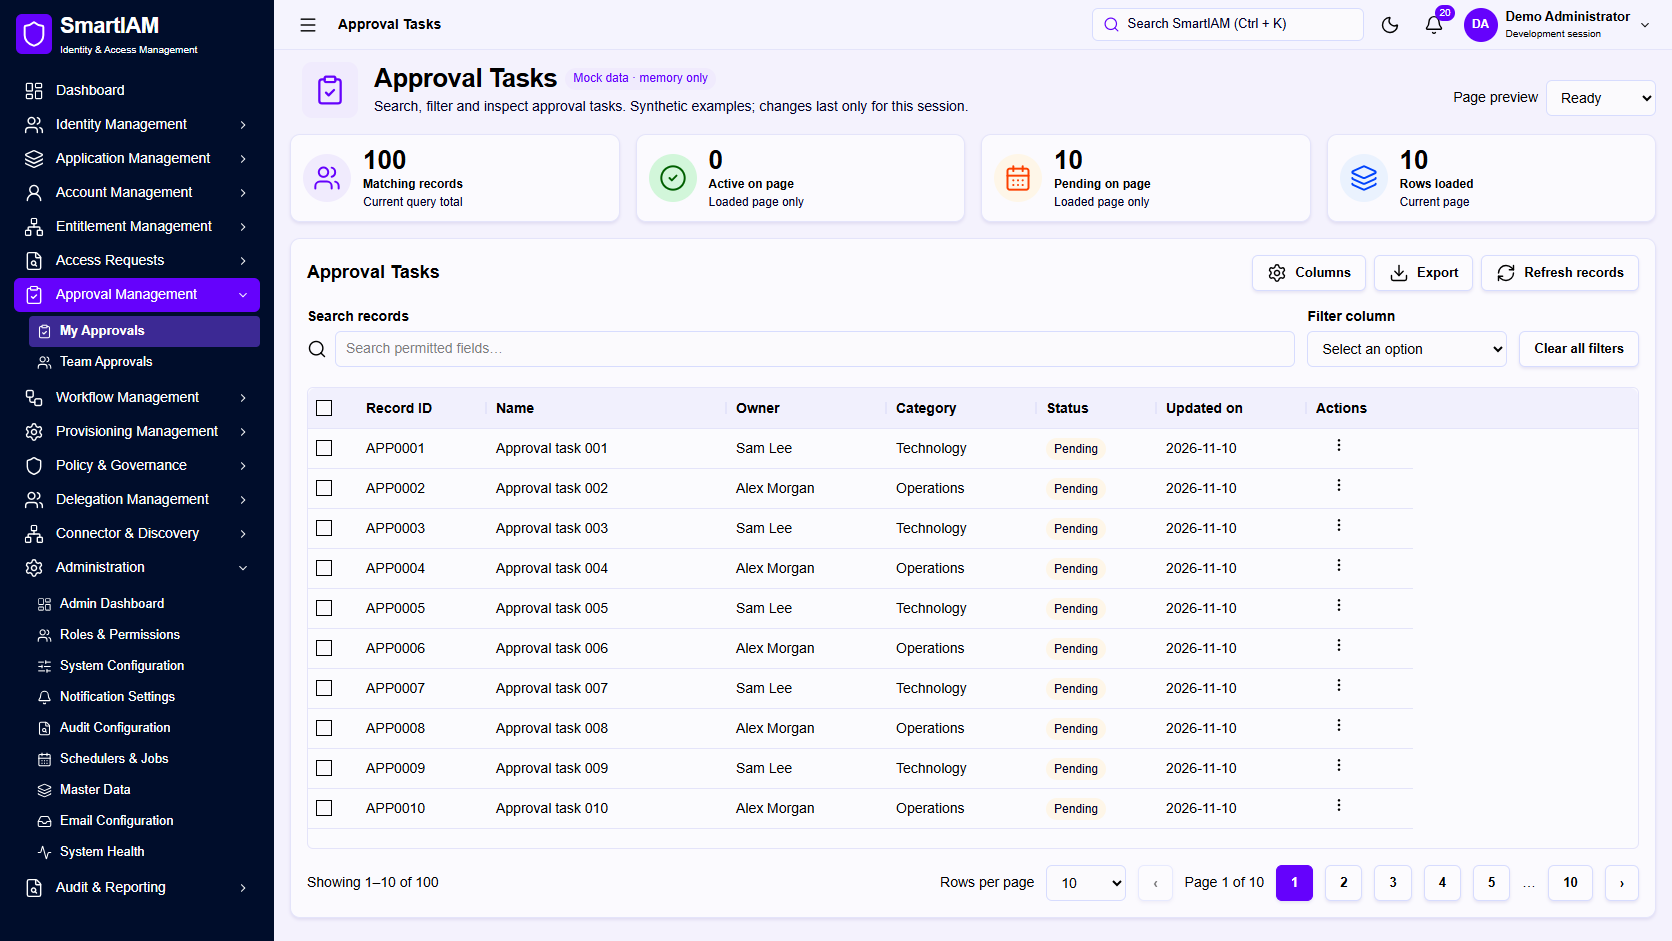 SmartIAM
Identity & Access Management
Dashboard
Identity Management
Application Management
Account Management
Entitlement Management
Access Requests
Approval Management
My Approvals
Team Approvals
Workflow Management
Provisioning Management
Policy & Governance
Delegation Management
Connector & Discovery
Administration
Admin Dashboard
Roles & Permissions
System Configuration
Notification Settings
Audit Configuration
Schedulers & Jobs
Master Data
Email Configuration
System Health
Audit & Reporting
Approval Tasks
Search SmartIAM (Ctrl + K)
20
DA
Demo Administrator
Development session
Approval Tasks Mock data · memory only
Search, filter and inspect approval tasks. Synthetic examples; changes last only for this session.
Page preview Ready
100
Matching records
Current query total
0
Active on page
Loaded page only
10
Pending on page
Loaded page only
10
Rows loaded
Current page
Approval Tasks
Columns Export Refresh records
Search records
Search permitted fields…
Filter column
Select an option
Clear all filters
Record ID Name Owner Category Status Updated on Actions
APP0001 Approval task 001 Sam Lee Technology Pending 2026-11-10
APP0002 Approval task 002 Alex Morgan Operations Pending 2026-11-10
APP0003 Approval task 003 Sam Lee Technology Pending 2026-11-10
APP0004 Approval task 004 Alex Morgan Operations Pending 2026-11-10
APP0005 Approval task 005 Sam Lee Technology Pending 2026-11-10
APP0006 Approval task 006 Alex Morgan Operations Pending 2026-11-10
APP0007 Approval task 007 Sam Lee Technology Pending 2026-11-10
APP0008 Approval task 008 Alex Morgan Operations Pending 2026-11-10
APP0009 Approval task 009 Sam Lee Technology Pending 2026-11-10
APP0010 Approval task 010 Alex Morgan Operations Pending 2026-11-10
Showing 1–10 of 100
Rows per page 10 ‹ Page 1 of 10 1 2 3 4 5 … 10 ›